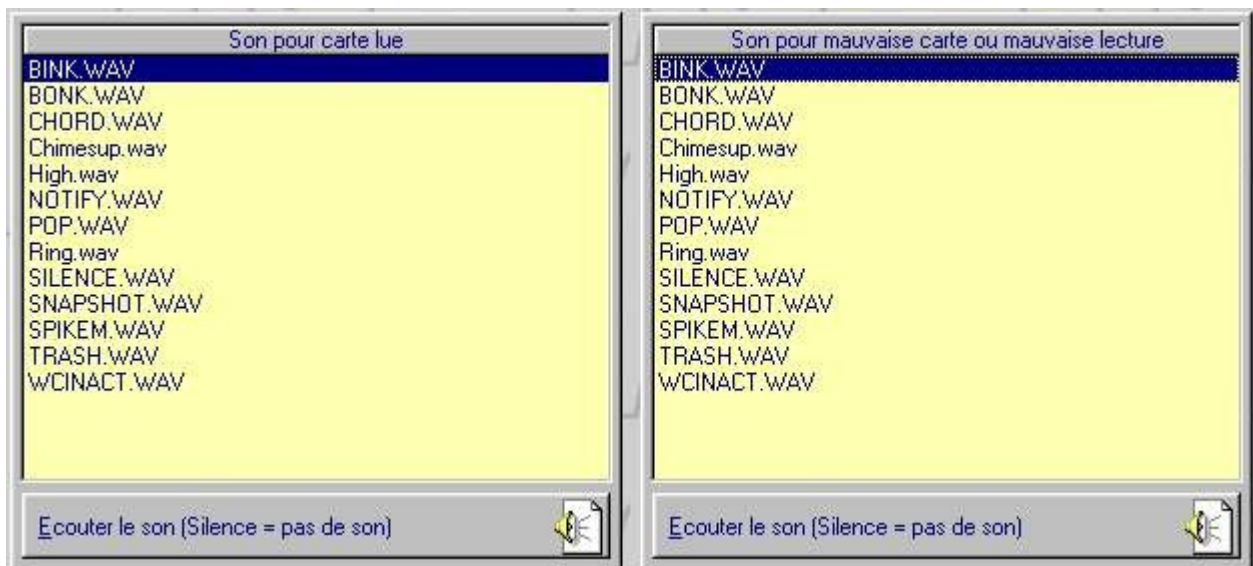 Son pour carte lue
BINK.WAV
BONK.WAV
CHORD.WAV
Chimesup.wav
High.wav
NOTIFY.WAV
POP.WAV
Ring.wav
SILENCE.WAV
SNAPSHOT.WAV
SPIKEM.WAV
TRASH.WAV
WCINACT.WAV
Ecouter le son (Silence = pas de son)
Son pour mauvaise carte ou mauvaise lecture
BINK.WAV
BONK.WAV
CHORD.WAV
Chimesup.wav
High.wav
NOTIFY.WAV
POP.WAV
Ring.wav
SILENCE.WAV
SNAPSHOT.WAV
SPIKEM.WAV
TRASH.WAV
WCINACT.WAV
Ecouter le son (Silence = pas de son)